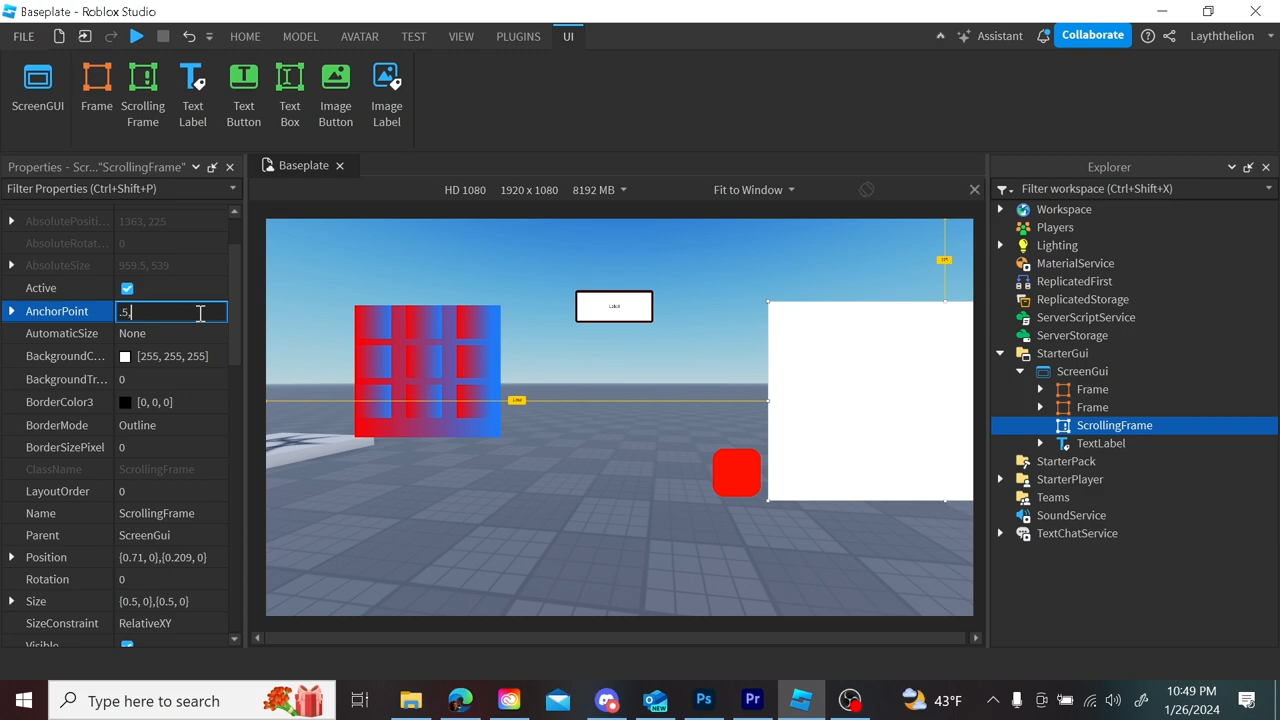 Baseplate - Roblox Studio
FILE HOME MODEL AVATAR TEST VIEW PLUGINS UI Assistant Collaborate Layththelion
ScreenGUI Frame Scrolling Frame Text Label Text Button Text Box Image Button Image Label
Properties - Scr..."ScrollingFrame" Baseplate Explorer
Filter Properties (Ctrl+Shift+P) HD 1080 1920 x 1080 8192 MB Fit to Window Filter workspace (Ctrl+Shift+X)
AbsolutePositi... 1363, 225
AbsoluteRotat... 0
AbsoluteSize 959.5, 539
Active
AnchorPoint .5,
AutomaticSize None
BackgroundC... [255, 255, 255]
BackgroundTr... 0
BorderColor3 [0, 0, 0]
BorderMode Outline
BorderSizePixel 0
ClassName ScrollingFrame
LayoutOrder 0
Name ScrollingFrame
Parent ScreenGui
Position {0.71, 0},{0.209, 0}
Rotation 0
Size {0.5, 0},{0.5, 0}
SizeConstraint RelativeXY
Visible
Workspace
Players
Lighting
MaterialService
ReplicatedFirst
ReplicatedStorage
ServerScriptService
ServerStorage
StarterGui
ScreenGui
Frame
Frame
ScrollingFrame
TextLabel
StarterPack
StarterPlayer
Teams
SoundService
TextChatService
Type here to search
43°F
10:49 PM
1/26/2024